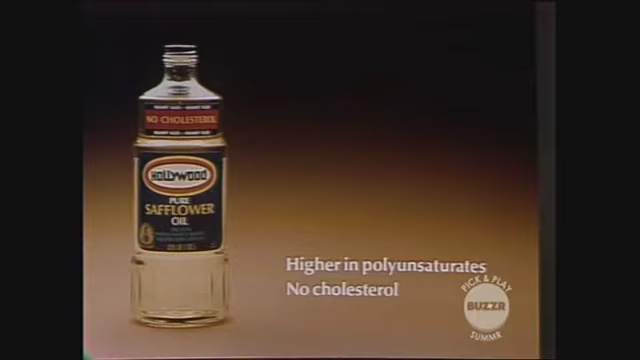 NO CHOLESTEROL
HOLLYWOOD
PURE
SAFFLOWER
OIL
Higher in polyunsaturates
No cholesterol
PICK & PLAY
BUZZR
SUMMR